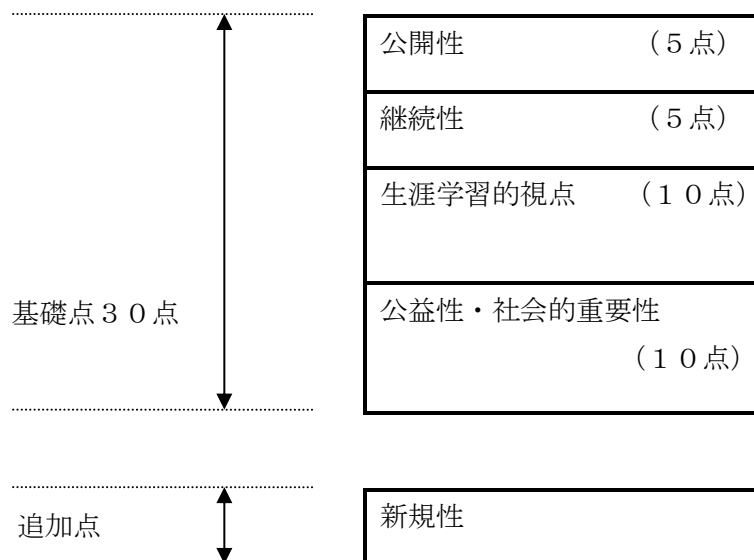 公開性　　　　　　（５点）
継続性　　　　　　（５点）
生涯学習的視点　　（１０点）
基礎点３０点
公益性・社会的重要性
（１０点）
追加点
新規性